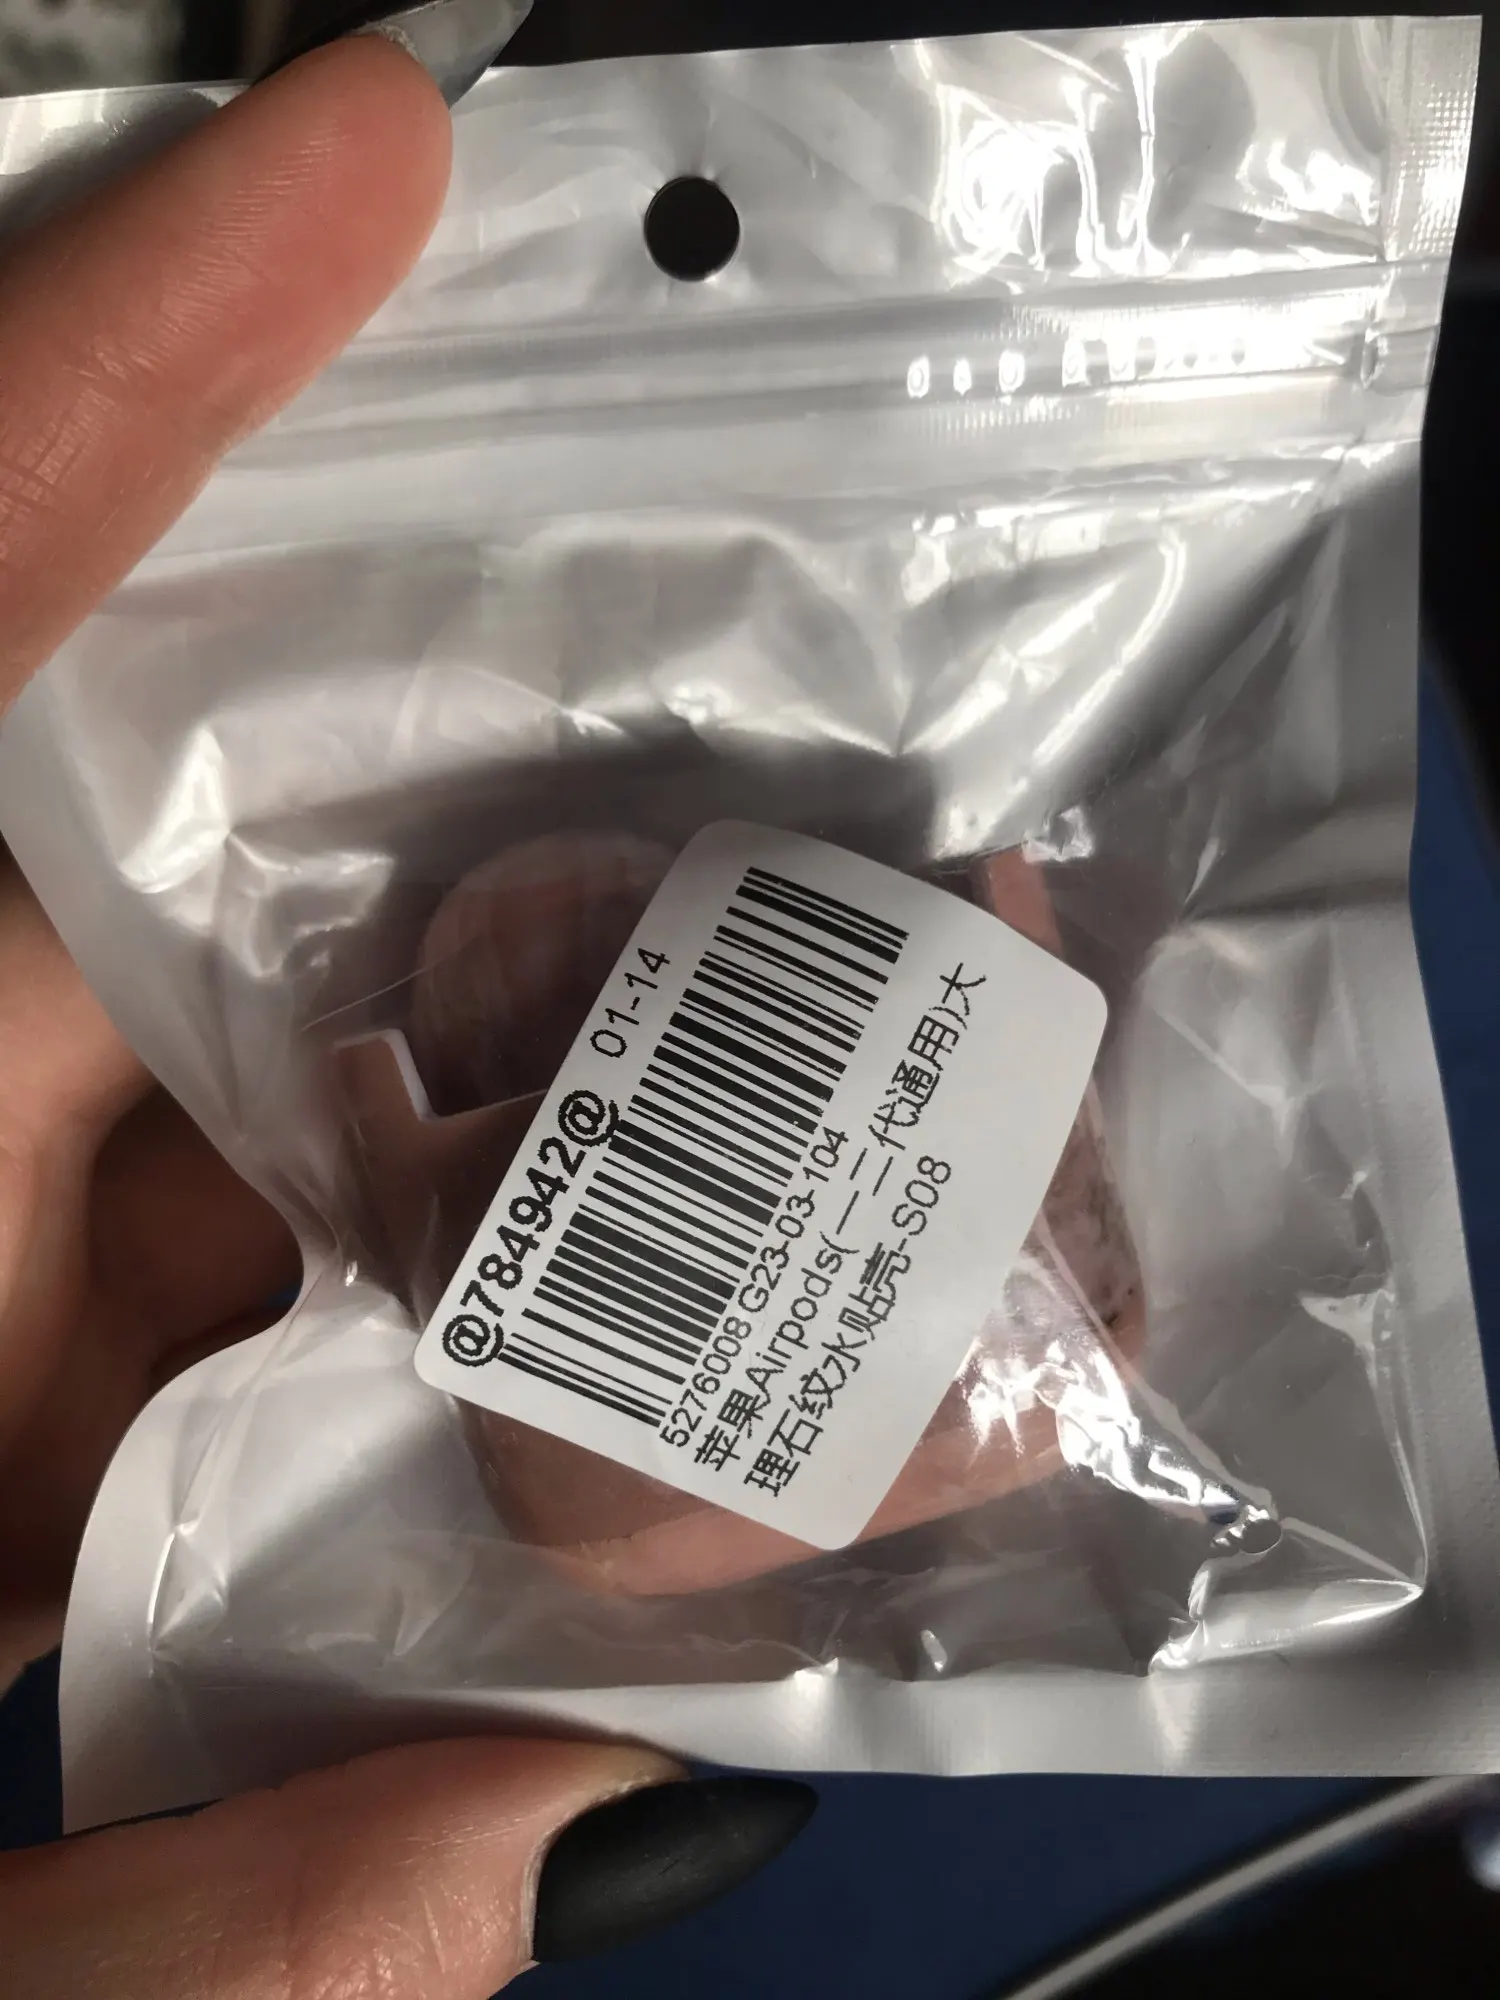 @784942@ 01-14
5276008 G23-03-104
苹果Airpods(一二代通用)大
理石纹水贴壳-S08